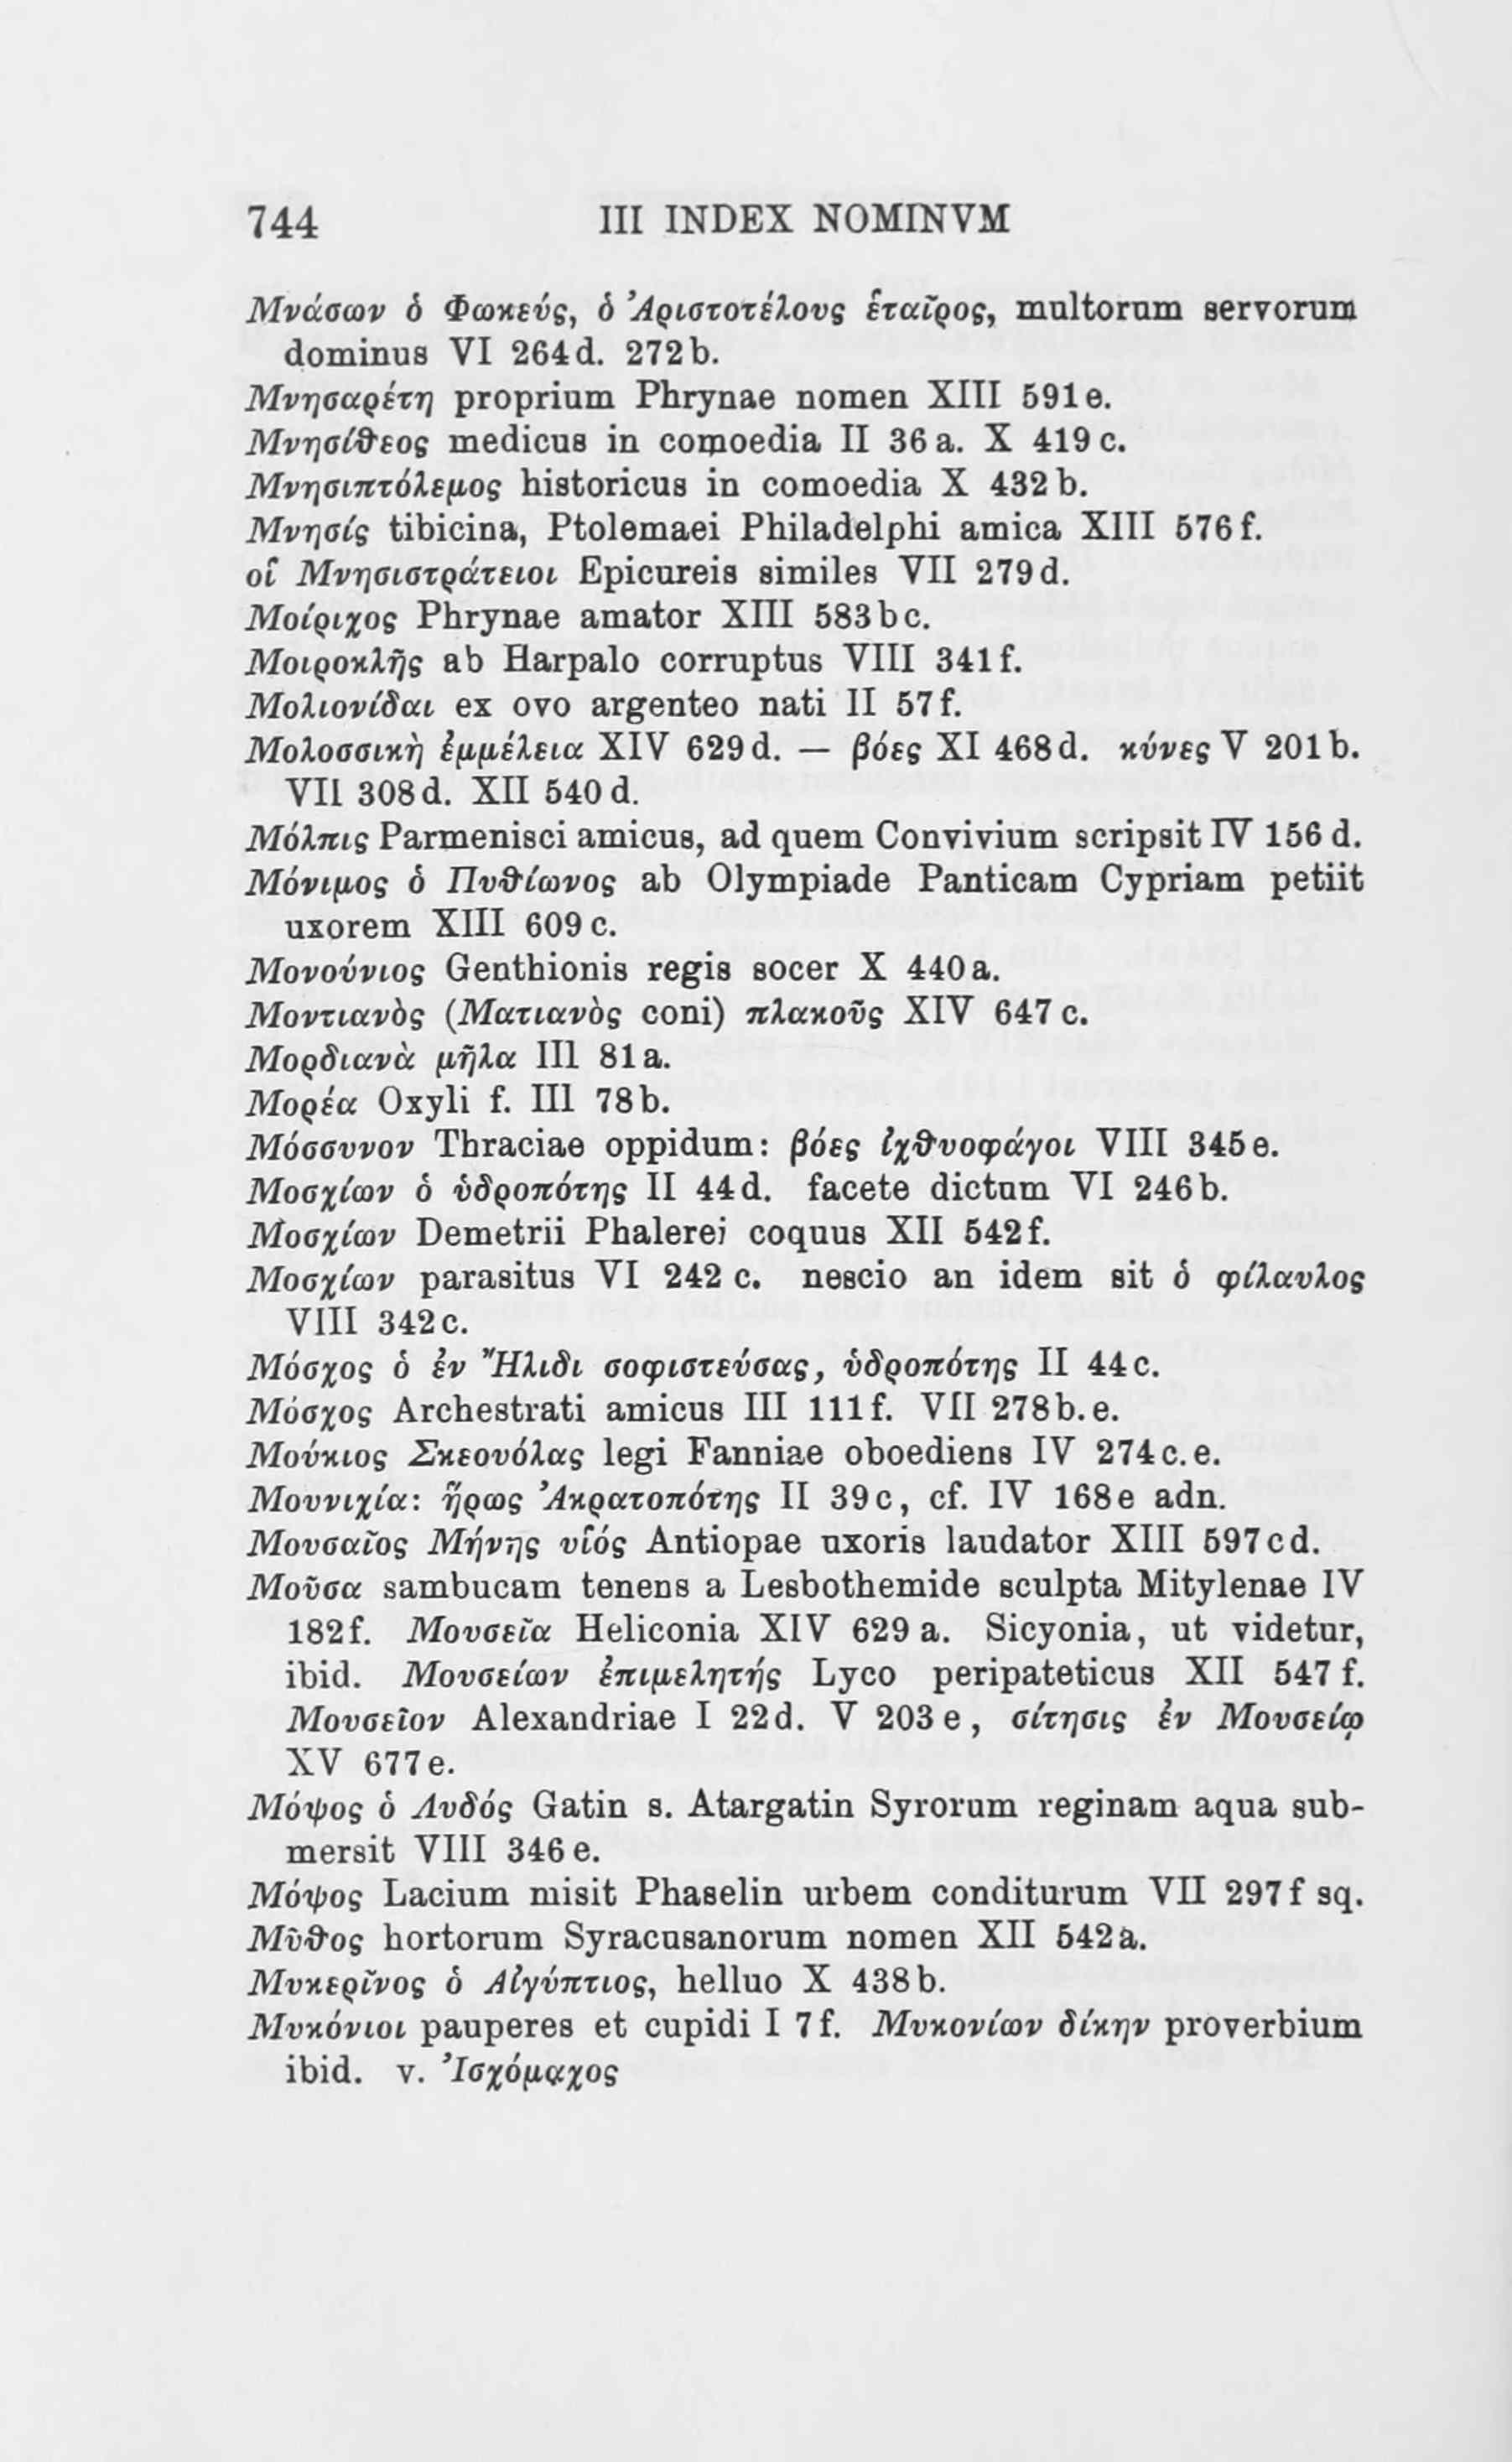 744 III INDEX NOMINVM
Μνάσων ὁ Φωκεύς, ὁ Ἀριστοτέλους ἑταῖρος, multorum servorum
dominus VI 264d. 272b.
Μνησαρέτη proprium Phrynae nomen XIII 591e.
Μνησίθεος medicus in comoedia II 36a. X 419c.
Μνησιπτόλεμος historicus in comoedia X 432b.
Μνησίς tibicina, Ptolemaei Philadelphi amica XIII 576f.
οἱ Μνησιστράτειοι Epicureis similes VII 279d.
Μοίριχος Phrynae amator XIII 583bc.
Μοιροκλῆς ab Harpalo corruptus VIII 341f.
Μολιονίδαι ex ovo argenteo nati II 57f.
Μολοσσικὴ ἐμμέλεια XIV 629d. — βόες XI 468d. κύνες V 201b.
VII 308d. XII 540d.
Μόλπις Parmenisci amicus, ad quem Convivium scripsit IV 156d.
Μόνιμος ὁ Πυθίωνος ab Olympiade Panticam Cypriam petiit
uxorem XIII 609c.
Μονούνιος Genthionis regis socer X 440a.
Μοντιανὸς (Ματιανὸς coni) πλακοῦς XIV 647c.
Μορδιανὰ μῆλα III 81a.
Μορέα Oxyli f. III 78b.
Μόσσυνον Thraciae oppidum: βόες ἰχθυοφάγοι VIII 345e.
Μοσχίων ὁ ὑδροπότης II 44d. facete dictum VI 246b.
Μοσχίων Demetrii Phalerei coquus XII 542f.
Μοσχίων parasitus VI 242c. nescio an idem sit ὁ φίλαυλος
VIII 342c.
Μόσχος ὁ ἐν Ἤλιδι σοφιστεύσας, ὑδροπότης II 44c.
Μόσχος Archestrati amicus III 111f. VII 278b.e.
Μούκιος Σκεουόλας legi Fanniae oboediens IV 274c.e.
Μουνιχία: ἥρως Ἀκρατοπότης II 39c, cf. IV 168e adn.
Μουσαῖος Μήνης υἱός Antiopae uxoris laudator XIII 597cd.
Μοῦσα sambucam tenens a Lesbothemide sculpta Mitylenae IV
182f. Μουσεῖα Heliconia XIV 629a. Sicyonia, ut videtur,
ibid. Μουσείων ἐπιμελητής Lyco peripateticus XII 547f.
Μουσεῖον Alexandriae I 22d. V 203e, σίτησις ἐν Μουσείῳ
XV 677e.
Μόψος ὁ Λυδός Gatin s. Atargatin Syrorum reginam aqua sub-
mersit VIII 346e.
Μόψος Lacium misit Phaselin urbem conditurum VII 297f sq.
Μῦθος hortorum Syracusanorum nomen XII 542a.
Μυκερῖνος ὁ Αἰγύπτιος, helluo X 438b.
Μυκόνιοι pauperes et cupidi I 7f. Μυκονίων δίκην proverbium
ibid. v. Ἰσχόμαχος